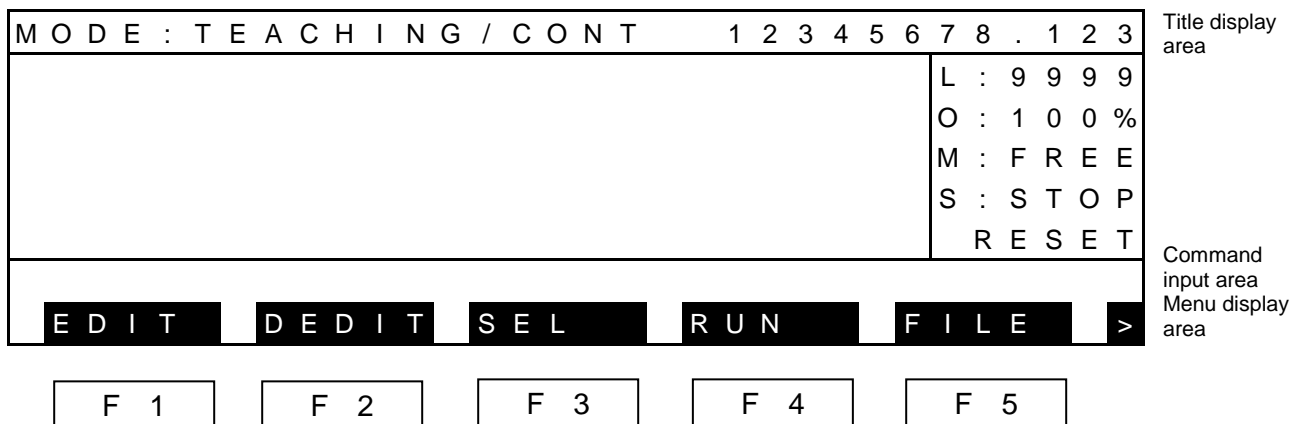 MODE:TEACHING/CONT 12345678.123
Title display
area
L:9999
O:100%
M:FREE
S:STOP
RESET
Command
input area
Menu display
area
EDIT DEDIT SEL RUN FILE >
F1 F2 F3 F4 F5